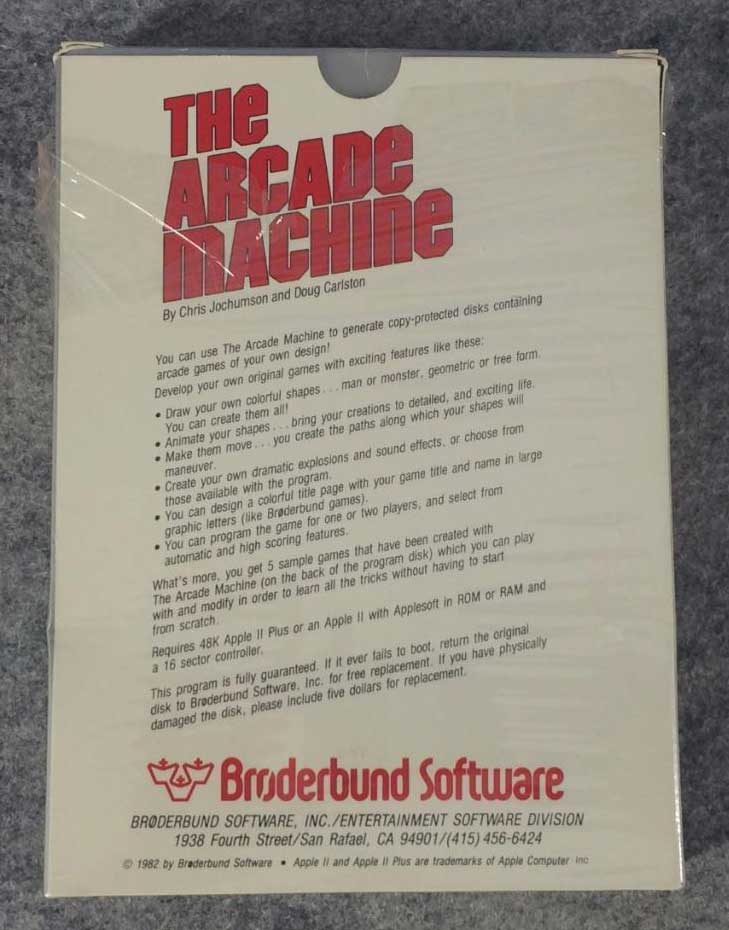 THE
ARCADE
MACHINE
By Chris Jochumson and Doug Carlston
You can use The Arcade Machine to generate copy-protected disks containing
arcade games of your own design!
Develop your own original games with exciting features like these:
• Draw your own colorful shapes . . . man or monster, geometric or free form.
You can create them all!
• Animate your shapes . . . bring your creations to detailed, and exciting life.
• Make them move . . . you create the paths along which your shapes will
maneuver.
• Create your own dramatic explosions and sound effects, or choose from
those available with the program.
• You can design a colorful title page with your game title and name in large
graphic letters (like Brøderbund games).
• You can program the game for one or two players, and select from
automatic and high scoring features.
What's more, you get 5 sample games that have been created with
The Arcade Machine (on the back of the program disk) which you can play
with and modify in order to learn all the tricks without having to start
from scratch.
Requires 48K Apple II Plus or an Apple II with Applesoft in ROM or RAM and
a 16 sector controller.
This program is fully guaranteed. If it ever fails to boot, return the original
disk to Brøderbund Software, Inc. for free replacement. If you have physically
damaged the disk, please include five dollars for replacement.
Brøderbund Software
BRØDERBUND SOFTWARE, INC./ENTERTAINMENT SOFTWARE DIVISION
1938 Fourth Street/San Rafael, CA 94901/(415) 456-6424
© 1982 by Brøderbund Software • Apple II and Apple II Plus are trademarks of Apple Computer Inc